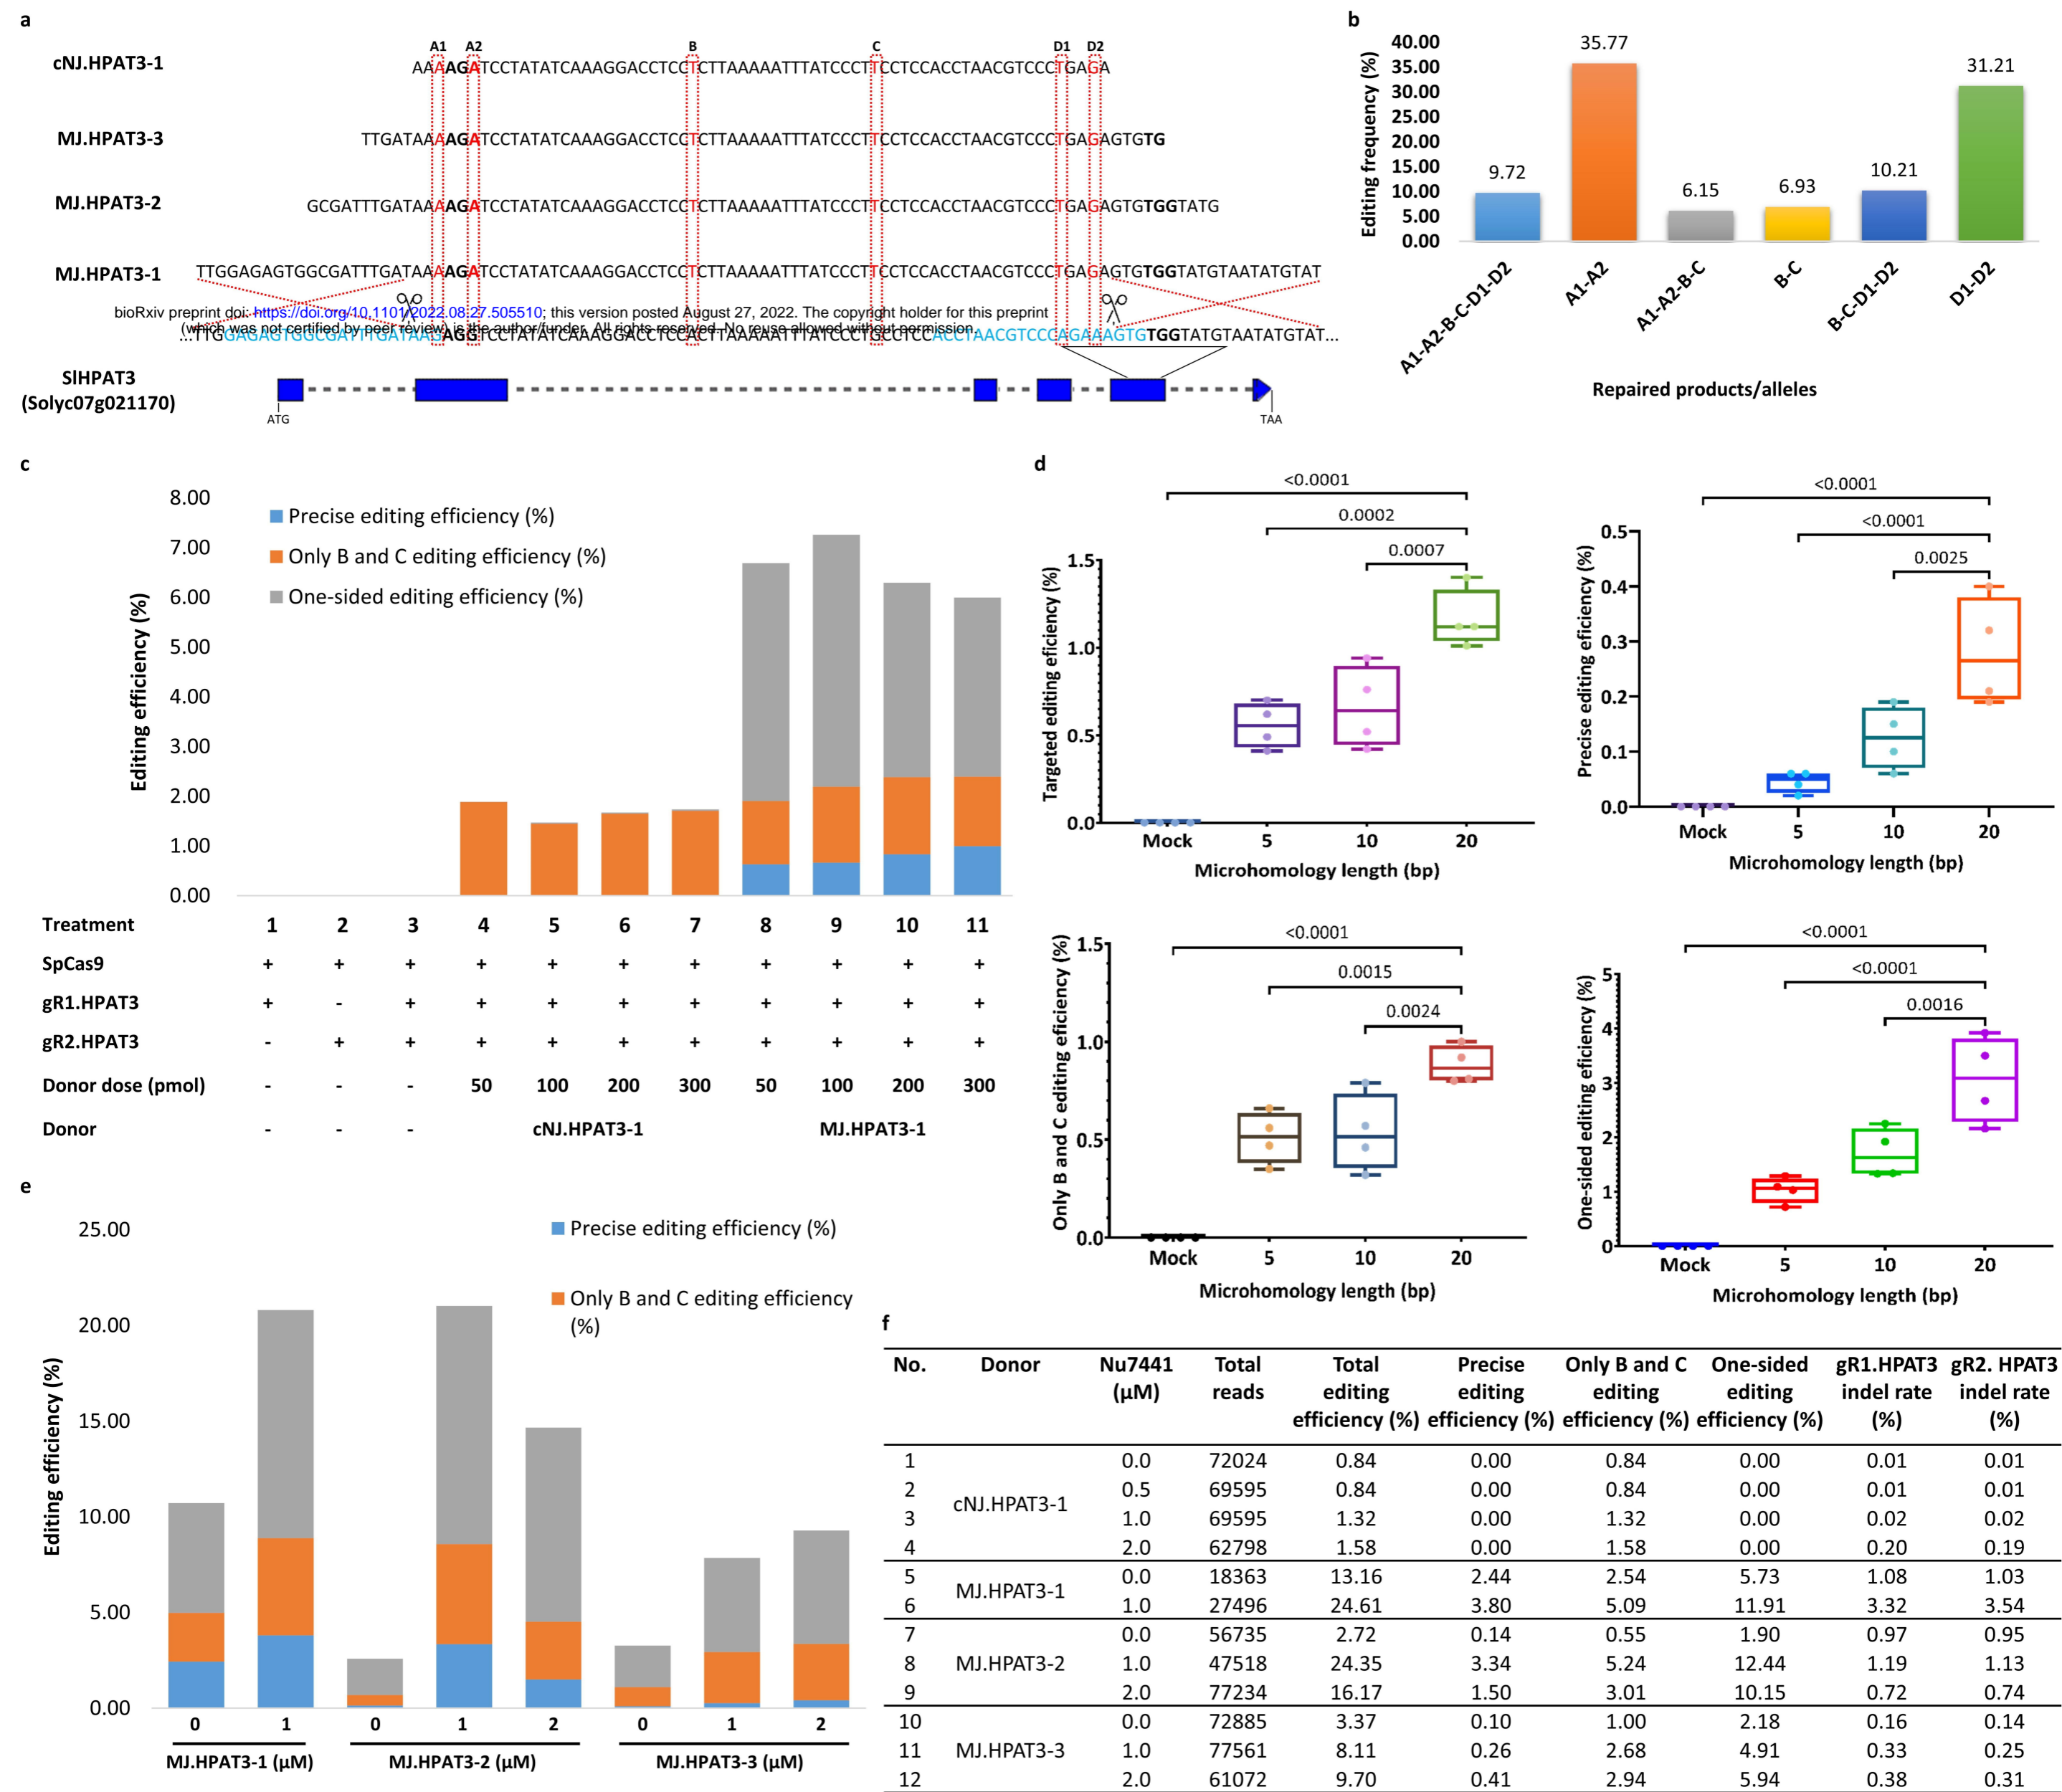 a
A1 A2 B C D1 D2
cNJ.HPAT3-1 AAAAGATCCTATATCAAAGGACCTCCTCTTAAAAATTTATCCCTTCCTCCACCTAACGTCCCTGAGA
MJ.HPAT3-3 TTGATAAAAGATCCTATATCAAAGGACCTCCTCTTAAAAATTTATCCCTTCCTCCACCTAACGTCCCTGAGAGTGTG
MJ.HPAT3-2 GCGATTTGATAAAAGATCCTATATCAAAGGACCTCCTCTTAAAAATTTATCCCTTCCTCCACCTAACGTCCCTGAGAGTGTGGTATG
MJ.HPAT3-1 TTGGAGAGTGGCGATTTGATAAAAGATCCTATATCAAAGGACCTCCTCTTAAAAATTTATCCCTTCCTCCACCTAACGTCCCTGAGAGTGTGGTATGTAATATGTAT
bioRxiv preprint doi: https://doi.org/10.1101/2022.08.27.505510; this version posted August 27, 2022. The copyright holder for this preprint
(which was not certified by peer review) is the author/funder. All rights reserved. No reuse allowed without permission.
...TTGGAGAGTGGCGATTTGATAAGAGGTCCTATATCAAAGGACCTCCACTTAAAAATTTATCCCTGCCTCCACCTAACGTCCCAGAAAGTGTGGTATGTAATATGTAT...
SlHPAT3
(Solyc07g021170)
ATG TAA
b
Editing frequency (%)
40.00
35.00
30.00
25.00
20.00
15.00
10.00
5.00
0.00
9.72 35.77 6.15 6.93 10.21 31.21
A1-A2-B-C-D1-D2 A1-A2 A1-A2-B-C B-C B-C-D1-D2 D1-D2
Repaired products/alleles
c
Editing efficiency (%)
8.00
7.00
6.00
5.00
4.00
3.00
2.00
1.00
0.00
Precise editing efficiency (%)
Only B and C editing efficiency (%)
One-sided editing efficiency (%)
Treatment 1 2 3 4 5 6 7 8 9 10 11
SpCas9 + + + + + + + + + + +
gR1.HPAT3 + - + + + + + + + + +
gR2.HPAT3 - + + + + + + + + + +
Donor dose (pmol) - - - 50 100 200 300 50 100 200 300
Donor - - - cNJ.HPAT3-1 MJ.HPAT3-1
d
Targeted editing eficiency (%)
<0.0001
0.0002
0.0007
1.5
1.0
0.5
0.0
Mock 5 10 20
Microhomology length (bp)
Precise editing eficiency (%)
<0.0001
<0.0001
0.0025
0.5
0.4
0.3
0.2
0.1
0.0
Mock 5 10 20
Microhomology length (bp)
Only B and C editing eficiency (%)
<0.0001
0.0015
0.0024
1.5
1.0
0.5
0.0
Mock 5 10 20
Microhomology length (bp)
One-sided editing eficiency (%)
<0.0001
<0.0001
0.0016
5
4
3
2
1
0
Mock 5 10 20
Microhomology length (bp)
e
Editing efficiency (%)
25.00
20.00
15.00
10.00
5.00
0.00
Precise editing efficiency (%)
Only B and C editing efficiency
(%)
0 1 0 1 2 0 1 2
MJ.HPAT3-1 (µM) MJ.HPAT3-2 (µM) MJ.HPAT3-3 (µM)
f
No. Donor Nu7441 Total Total Precise Only B and C One-sided gR1.HPAT3 gR2. HPAT3
(µM) reads editing editing editing editing indel rate indel rate
efficiency (%) efficiency (%) efficiency (%) efficiency (%) (%) (%)
1 0.0 72024 0.84 0.00 0.84 0.00 0.01 0.01
2 0.5 69595 0.84 0.00 0.84 0.00 0.01 0.01
cNJ.HPAT3-1
3 1.0 69595 1.32 0.00 1.32 0.00 0.02 0.02
4 2.0 62798 1.58 0.00 1.58 0.00 0.20 0.19
5 0.0 18363 13.16 2.44 2.54 5.73 1.08 1.03
MJ.HPAT3-1
6 1.0 27496 24.61 3.80 5.09 11.91 3.32 3.54
7 0.0 56735 2.72 0.14 0.55 1.90 0.97 0.95
8 MJ.HPAT3-2 1.0 47518 24.35 3.34 5.24 12.44 1.19 1.13
9 2.0 77234 16.17 1.50 3.01 10.15 0.72 0.74
10 0.0 72885 3.37 0.10 1.00 2.18 0.16 0.14
11 MJ.HPAT3-3 1.0 77561 8.11 0.26 2.68 4.91 0.33 0.25
12 2.0 61072 9.70 0.41 2.94 5.94 0.38 0.31